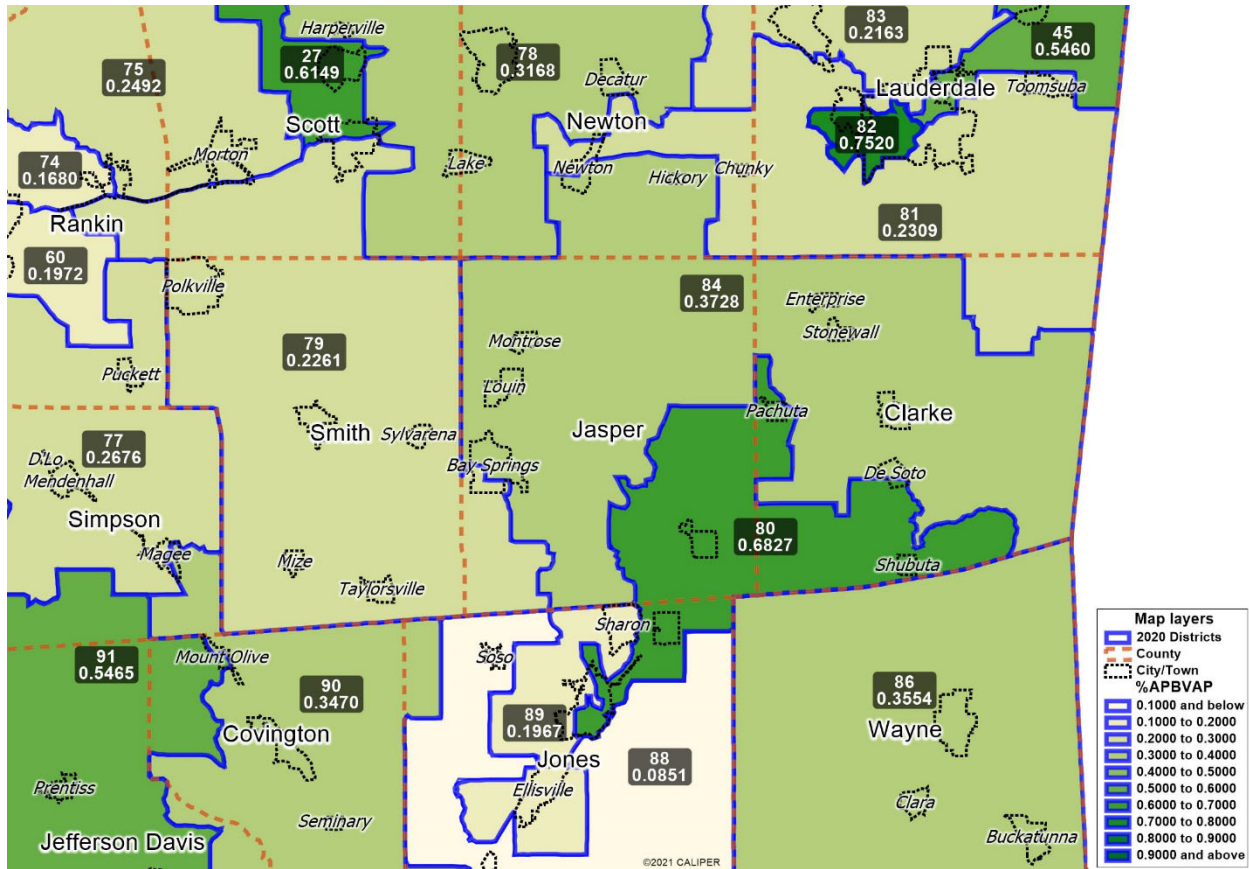 Harperville
27
0.6149
78
0.3168
83
0.2163
45
0.5460
75
0.2492
Decatur
Lauderdale
Toomsuba
Scott
Newton
82
0.7520
74
0.1680
Morton
Lake
Newton
Hickory
Chunky
Rankin
81
0.2309
60
0.1972
Polkville
84
0.3728
Enterprise
Stonewall
Montrose
79
0.2261
Puckett
Louin
Pachuta
Clarke
Smith
Sylvarena
Jasper
77
0.2676
D'Lo
Mendenhall
Bay Springs
De Soto
Simpson
80
0.6827
Magee
Mize
Shubuta
Taylorsville
Sharon
91
0.5465
Mount Olive
Soso
90
0.3470
86
0.3554
89
0.1967
Covington
Wayne
Jones
88
0.0851
Prentiss
Ellisville
Clara
Seminary
Buckatunna
Jefferson Davis
©2021 CALIPER
Map layers
2020 Districts
County
City/Town
%APBVAP
0.1000 and below
0.1000 to 0.2000
0.2000 to 0.3000
0.3000 to 0.4000
0.4000 to 0.5000
0.5000 to 0.6000
0.6000 to 0.7000
0.7000 to 0.8000
0.8000 to 0.9000
0.9000 and above